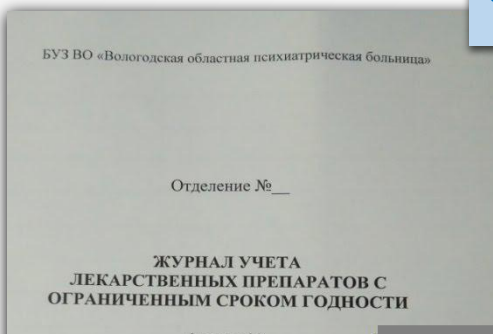 БУЗ ВО «Вологодская областная психиатрическая больница»
Отделение №__
ЖУРНАЛ УЧЕТА
ЛЕКАРСТВЕННЫХ ПРЕПАРАТОВ С
ОГРАНИЧЕННЫМ СРОКОМ ГОДНОСТИ